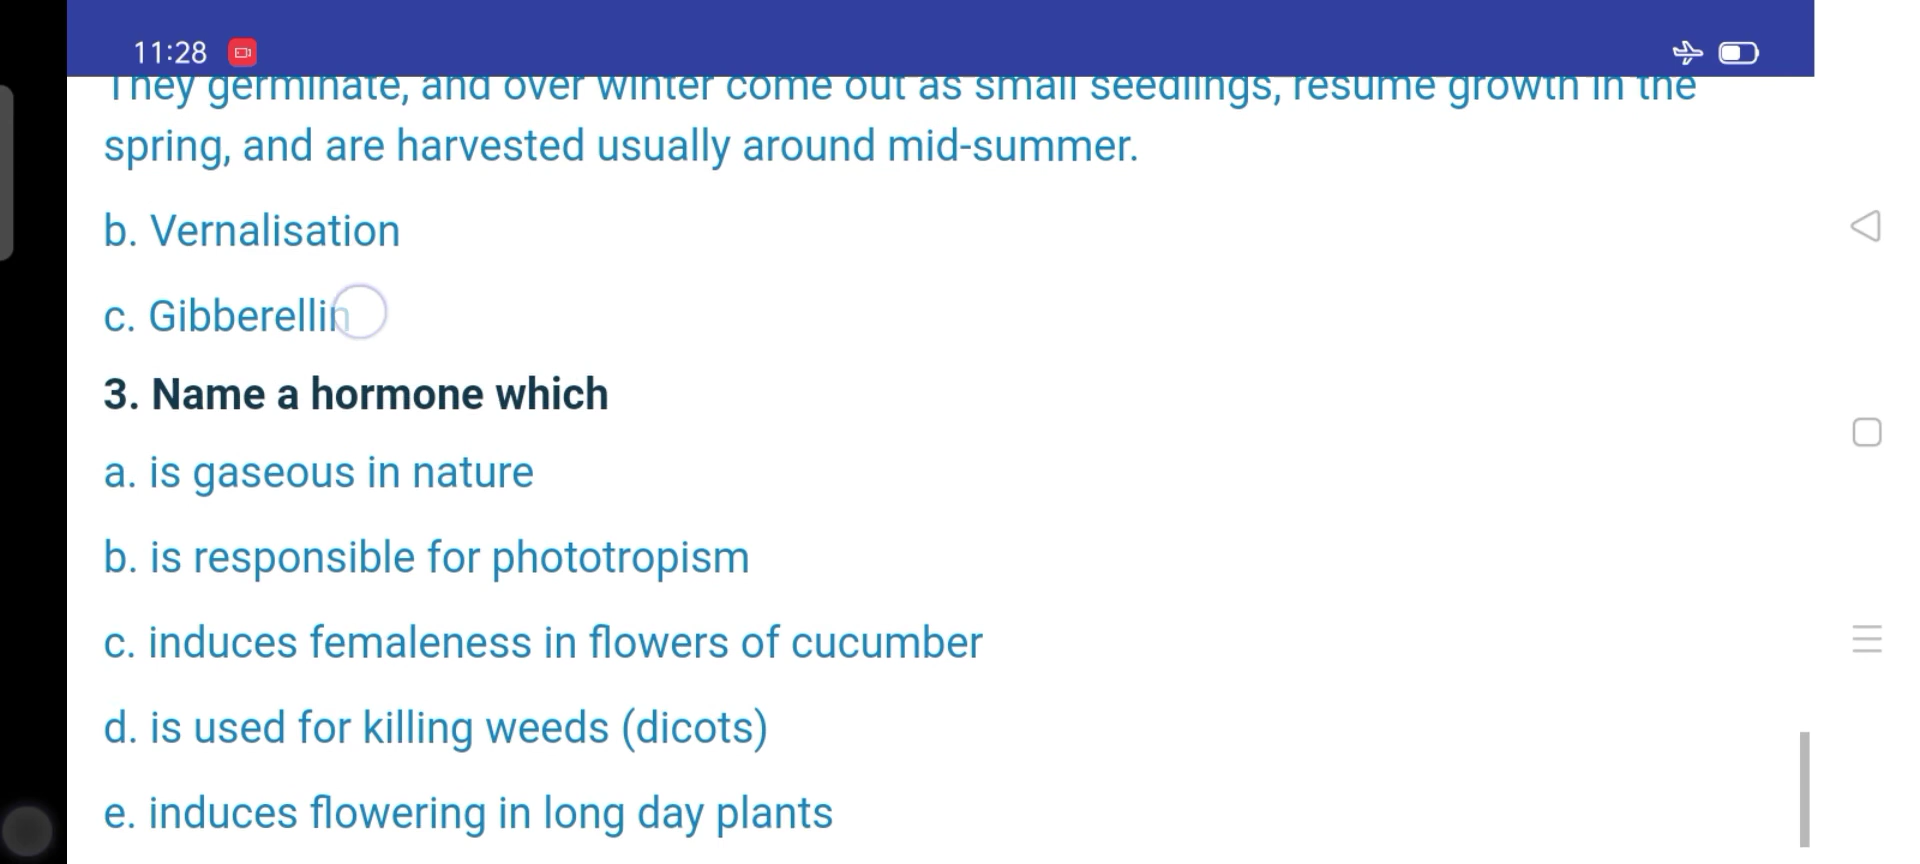 11:28
They germinate, and over winter come out as small seedlings, resume growth in the
spring, and are harvested usually around mid-summer.
b. Vernalisation
c. Gibberellin
3. Name a hormone which
a. is gaseous in nature
b. is responsible for phototropism
c. induces femaleness in flowers of cucumber
d. is used for killing weeds (dicots)
e. induces flowering in long day plants